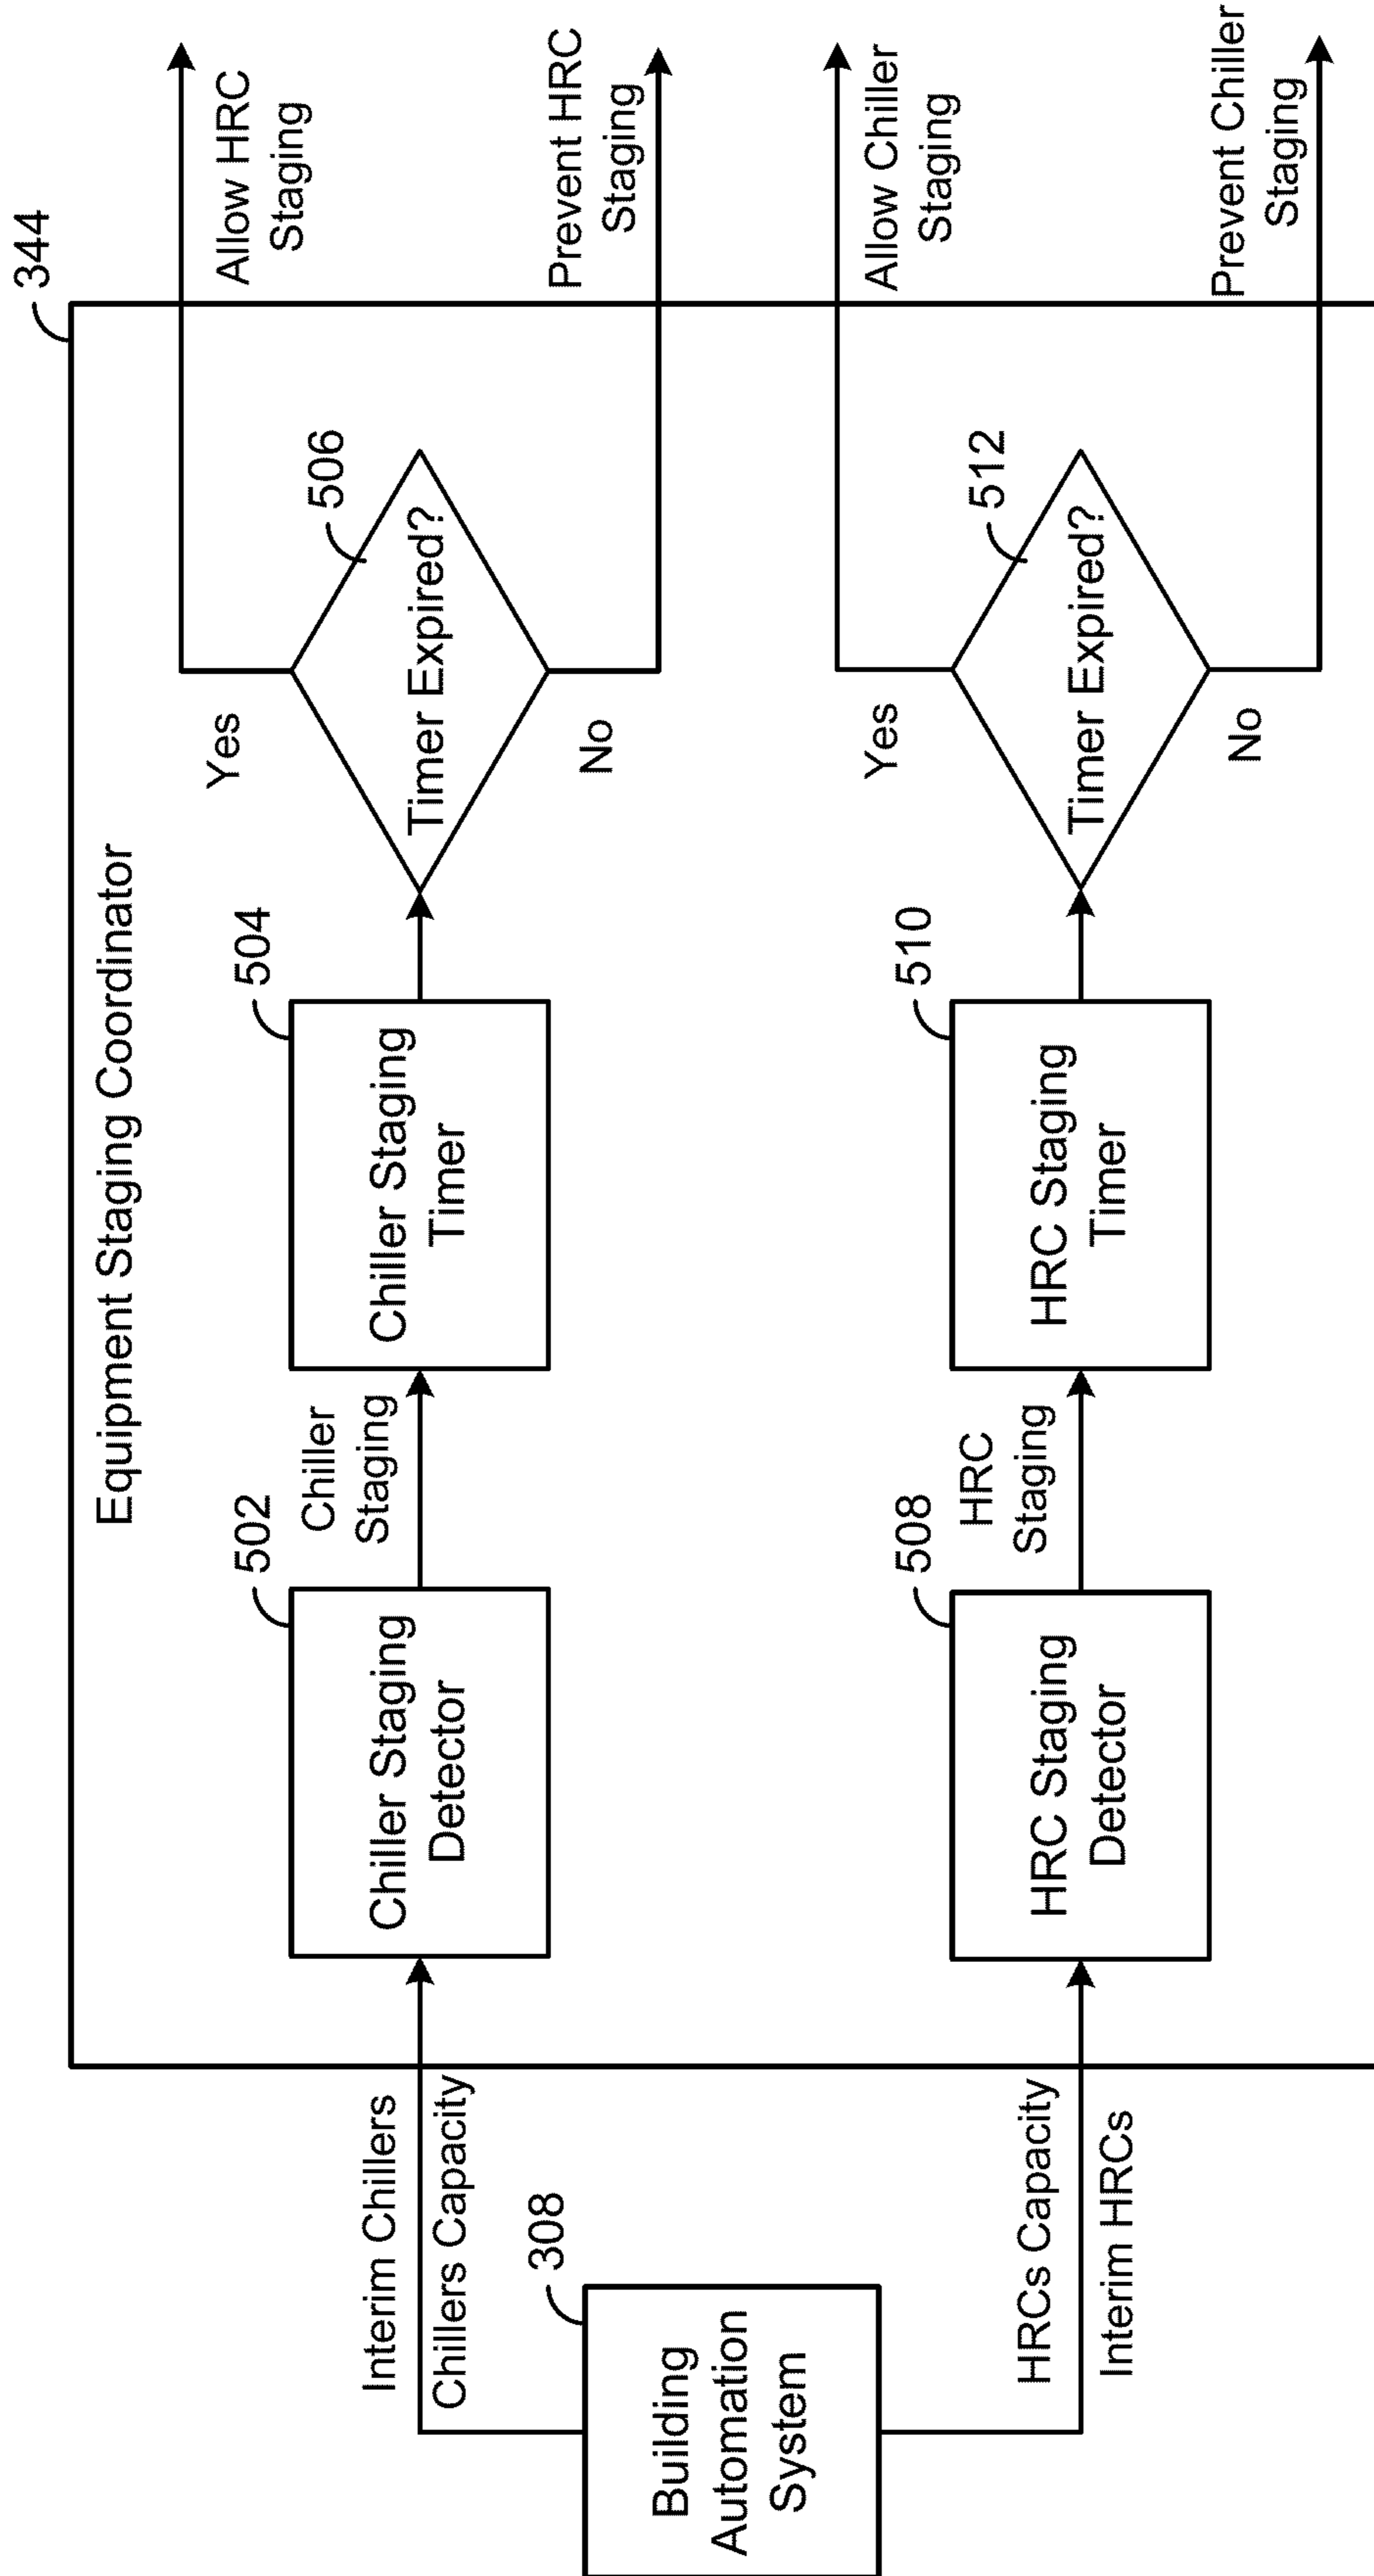 344
Equipment Staging Coordinator
Interim Chillers
Chillers Capacity
502
Chiller Staging
Detector
Chiller
Staging
504
Chiller Staging
Timer
506
Timer Expired?
Yes
No
Allow HRC
Staging
Prevent HRC
Staging
308
Building
Automation
System
HRCs Capacity
Interim HRCs
508
HRC Staging
Detector
HRC
Staging
510
HRC Staging
Timer
512
Timer Expired?
Yes
No
Allow Chiller
Staging
Prevent Chiller
Staging